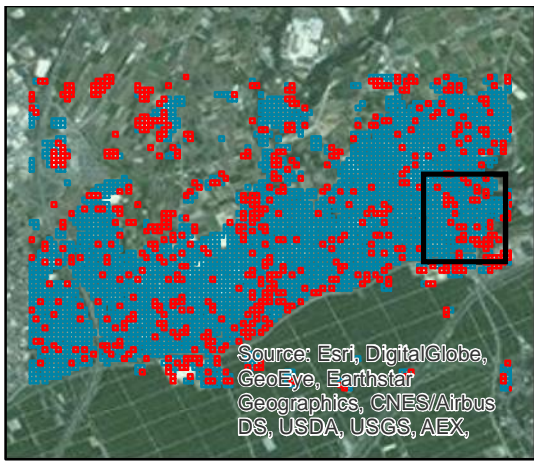 Source: Esri, DigitalGlobe,
GeoEye, Earthstar
Geographics, CNES/Airbus
DS, USDA, USGS, AEX,